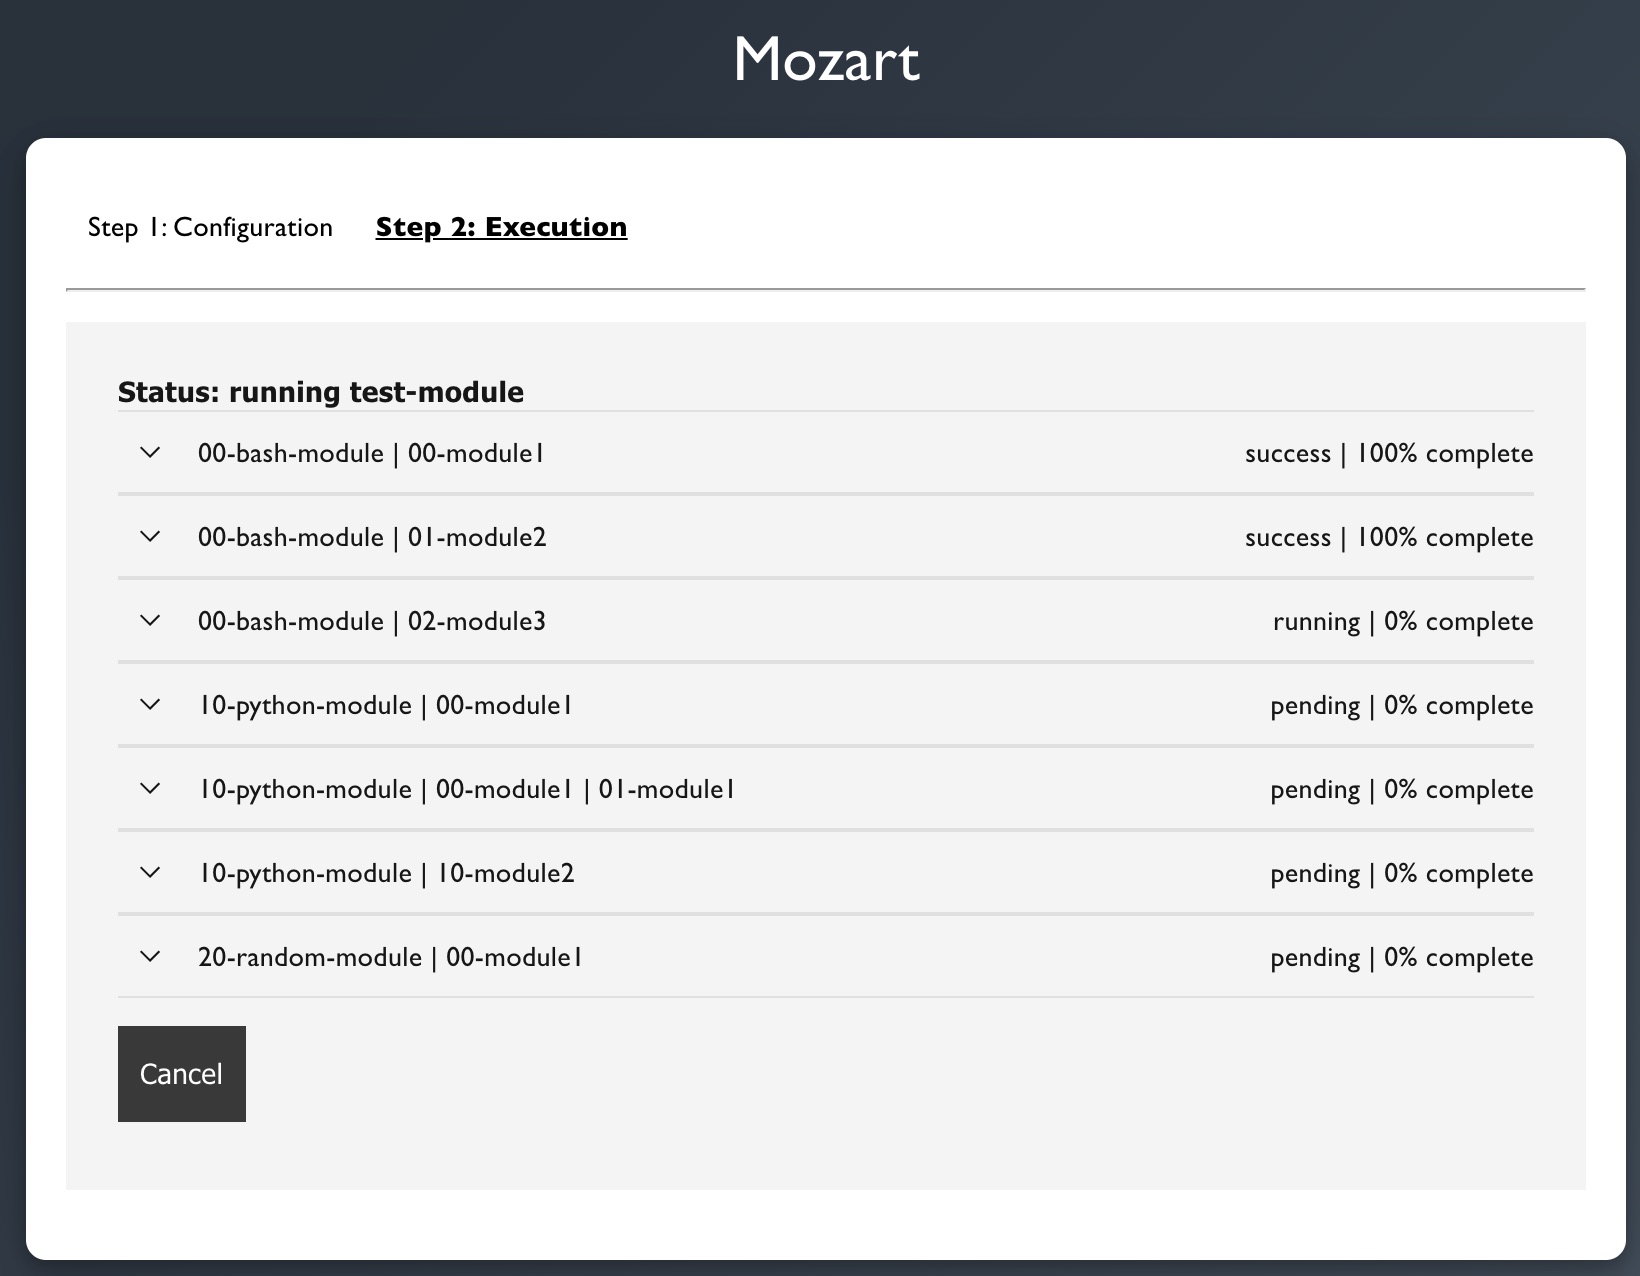 Mozart
Step 1: Configuration Step 2: Execution
Status: running test-module
00-bash-module | 00-module1 success | 100% complete
00-bash-module | 01-module2 success | 100% complete
00-bash-module | 02-module3 running | 0% complete
10-python-module | 00-module1 pending | 0% complete
10-python-module | 00-module1 | 01-module1 pending | 0% complete
10-python-module | 10-module2 pending | 0% complete
20-random-module | 00-module1 pending | 0% complete
Cancel